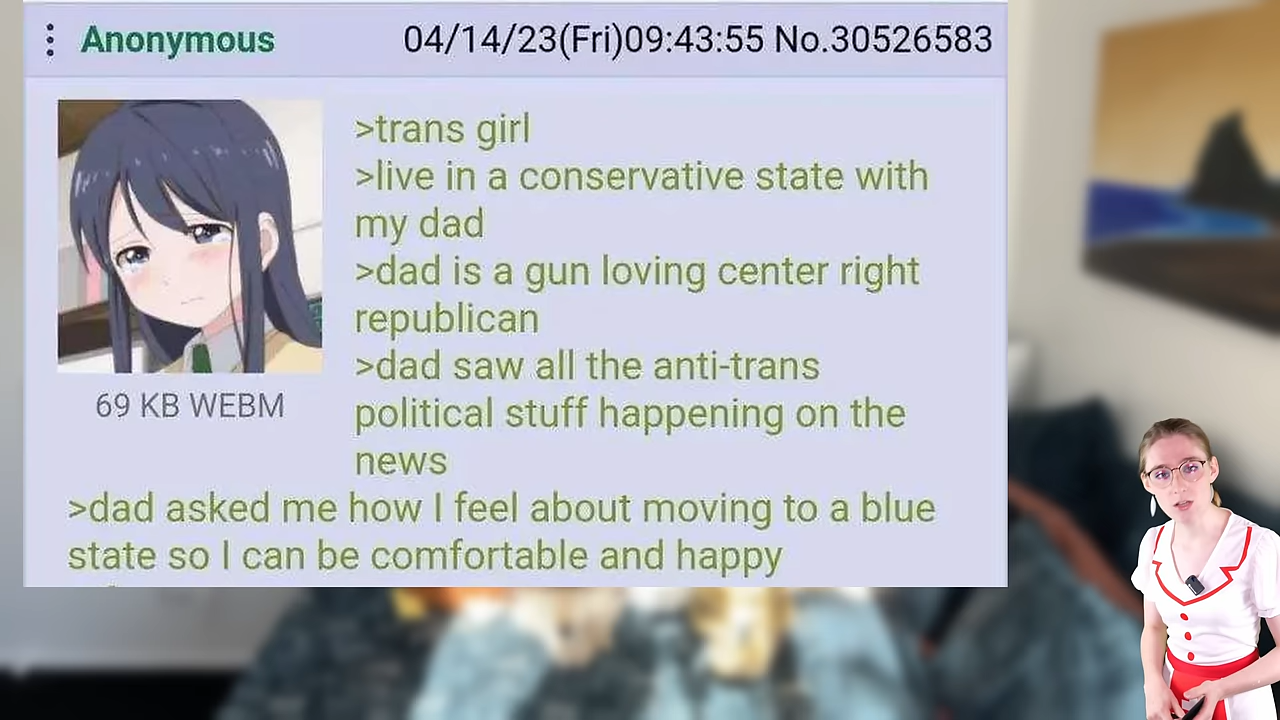 Anonymous 04/14/23(Fri)09:43:55 No.30526583
>trans girl
>live in a conservative state with
my dad
>dad is a gun loving center right
republican
>dad saw all the anti-trans
political stuff happening on the
news
69 KB WEBM
>dad asked me how I feel about moving to a blue
state so I can be comfortable and happy